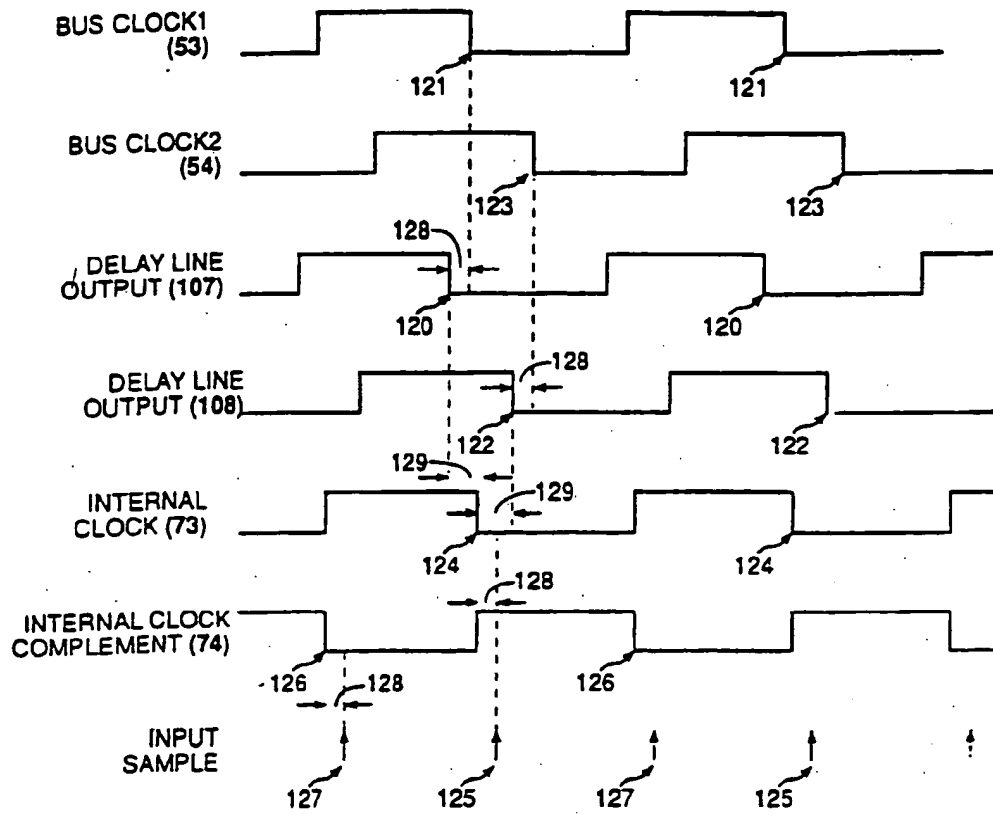 BUS CLOCK1
(53)
121
121
BUS CLOCK2
(54)
123
123
128
DELAY LINE
OUTPUT (107)
120
120
128
DELAY LINE
OUTPUT (108)
122
122
129
129
INTERNAL
CLOCK (73)
124
124
128
INTERNAL CLOCK
COMPLEMENT (74)
126
128
126
INPUT
SAMPLE
127
125
127
125